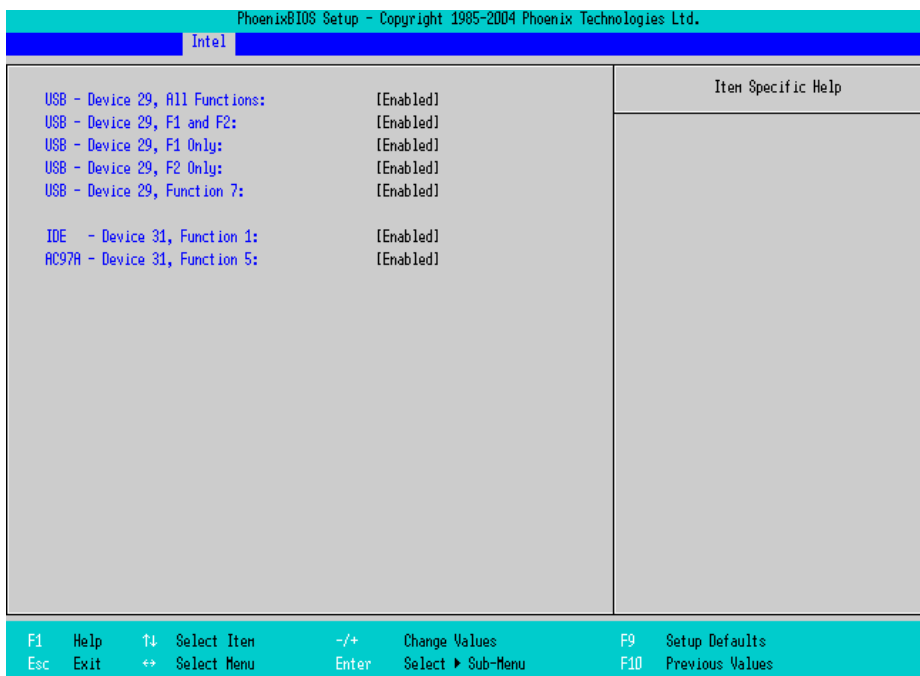 PhoenixBIOS Setup - Copyright 1985-2004 Phoenix Technologies Ltd.
Intel
Item Specific Help
USB - Device 29, All Functions: [Enabled]
USB - Device 29, F1 and F2: [Enabled]
USB - Device 29, F1 Only: [Enabled]
USB - Device 29, F2 Only: [Enabled]
USB - Device 29, Function 7: [Enabled]
IDE - Device 31, Function 1: [Enabled]
AC97A - Device 31, Function 5: [Enabled]
F1 Help ↑↓ Select Item -/+ Change Values F9 Setup Defaults
Esc Exit ↔ Select Menu Enter Select ▶ Sub-Menu F10 Previous Values